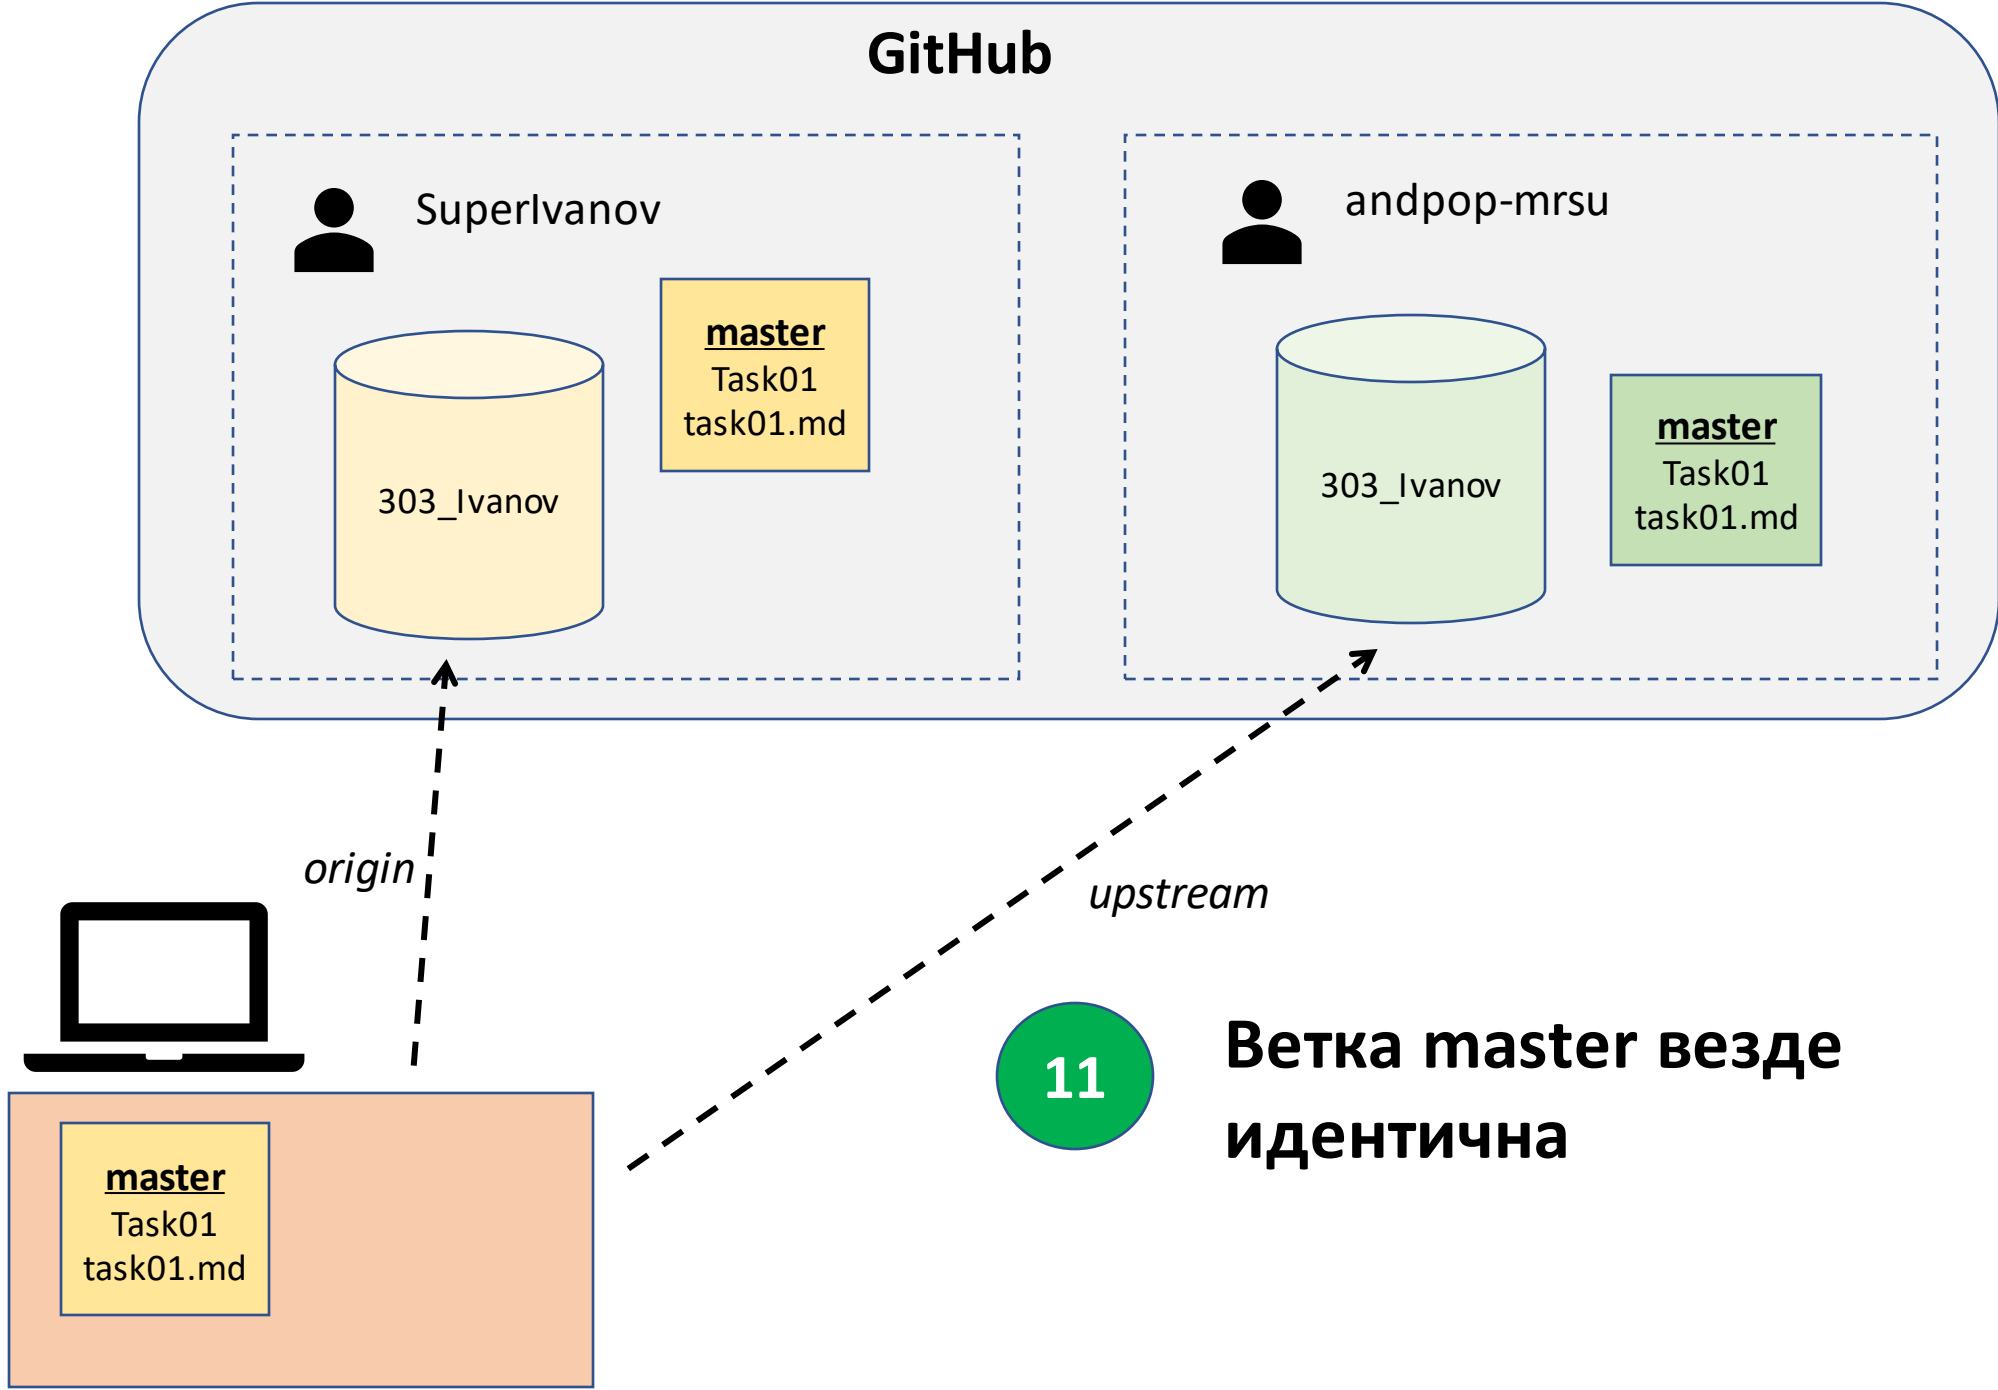 GitHub
SuperIvanov
master
Task01
task01.md
303_Ivanov
andpop-mrsu
master
Task01
task01.md
303_Ivanov
origin
upstream
11
Ветка master везде
идентична
master
Task01
task01.md